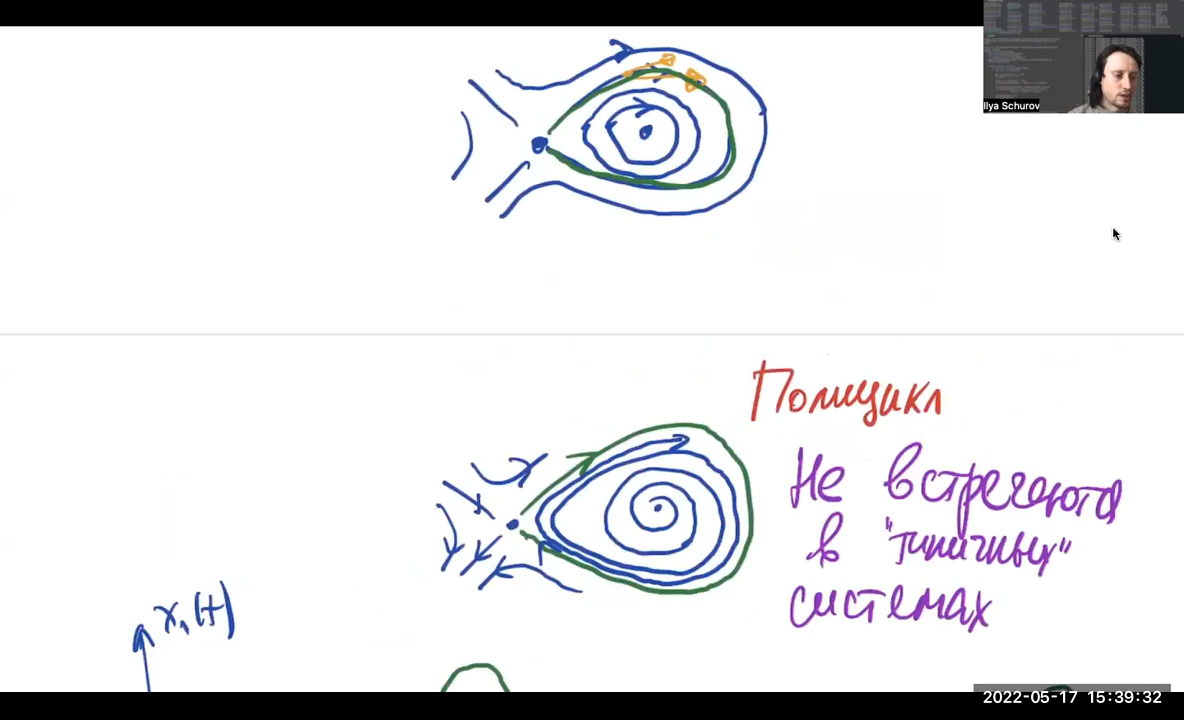 Ilya Schurov
Полицикл
Не встречаются
в "типичных"
системах
x₁(t)
2022-05-17 15:39:32